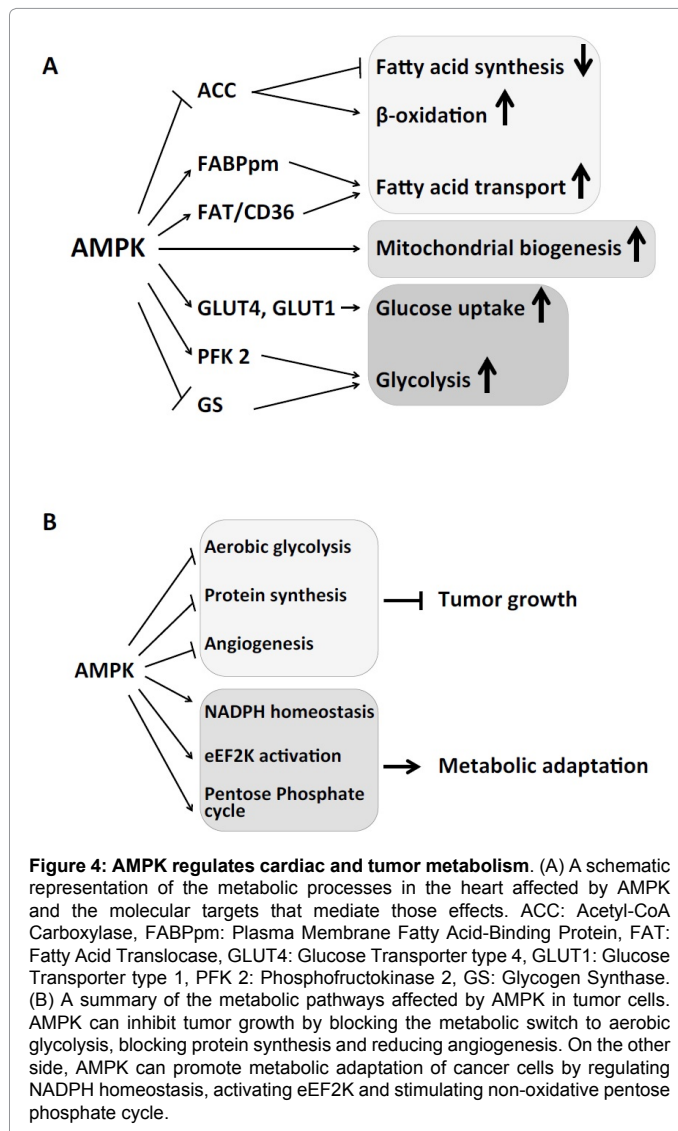 A
ACC
Fatty acid synthesis
β-oxidation
FABPpm
FAT/CD36
Fatty acid transport
AMPK
Mitochondrial biogenesis
GLUT4, GLUT1
Glucose uptake
PFK 2
Glycolysis
GS
B
Aerobic glycolysis
Protein synthesis
Tumor growth
Angiogenesis
AMPK
NADPH homeostasis
eEF2K activation
Metabolic adaptation
Pentose Phosphate
cycle
Figure 4: AMPK regulates cardiac and tumor metabolism. (A) A schematic
representation of the metabolic processes in the heart affected by AMPK
and the molecular targets that mediate those effects. ACC: Acetyl-CoA
Carboxylase, FABPpm: Plasma Membrane Fatty Acid-Binding Protein, FAT:
Fatty Acid Translocase, GLUT4: Glucose Transporter type 4, GLUT1: Glucose
Transporter type 1, PFK 2: Phosphofructokinase 2, GS: Glycogen Synthase.
(B) A summary of the metabolic pathways affected by AMPK in tumor cells.
AMPK can inhibit tumor growth by blocking the metabolic switch to aerobic
glycolysis, blocking protein synthesis and reducing angiogenesis. On the other
side, AMPK can promote metabolic adaptation of cancer cells by regulating
NADPH homeostasis, activating eEF2K and stimulating non-oxidative pentose
phosphate cycle.